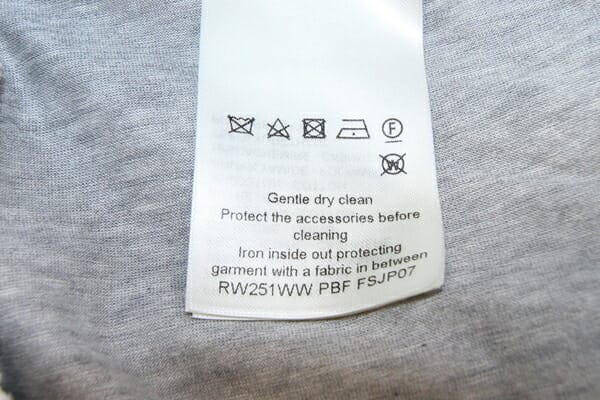 F
W
Gentle dry clean
Protect the accessories before
cleaning
Iron inside out protecting
garment with a fabric in between
RW251WW PBF FSJP07